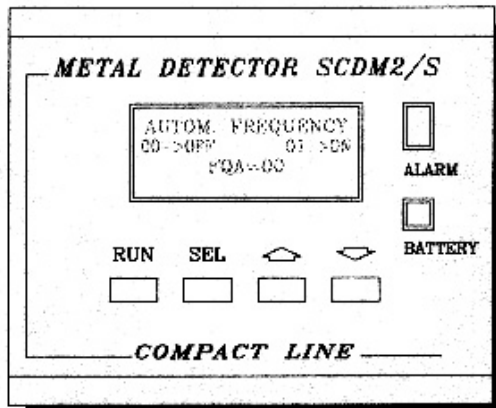 METAL DETECTOR SCDM2/S
AUTOM. FREQUENCY
00->OFF 01->ON
FQA=00
ALARM
BATTERY
RUN SEL
COMPACT LINE